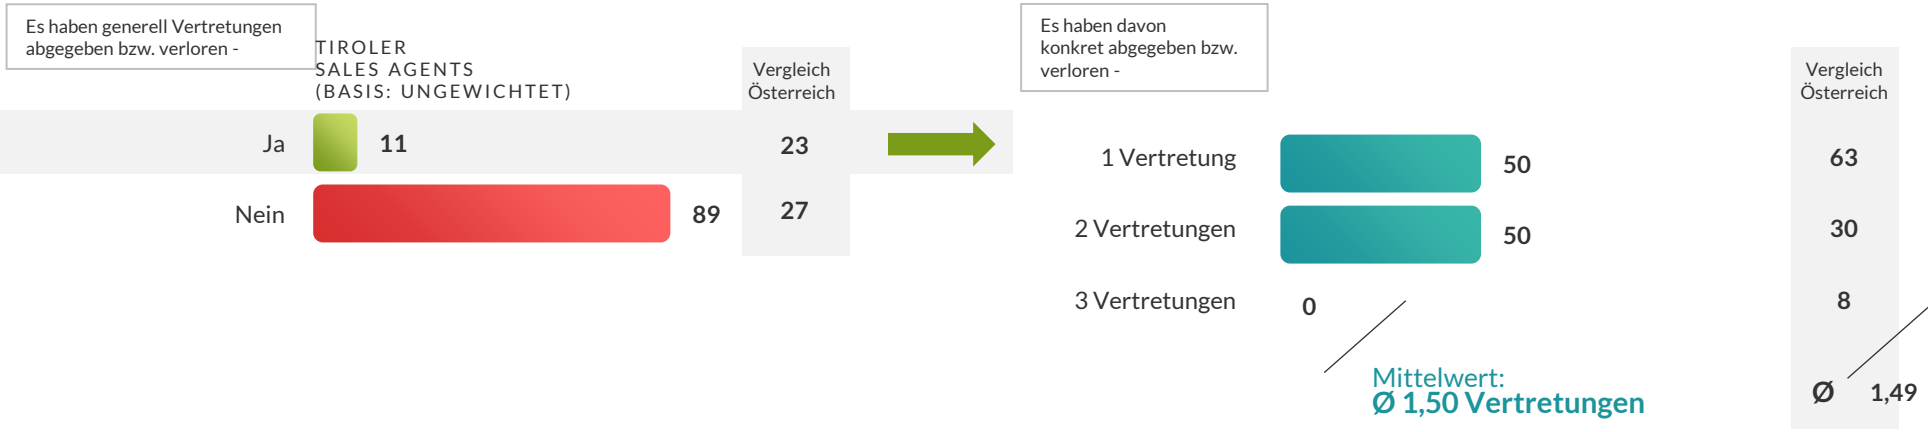 Es haben generell Vertretungen
abgegeben bzw. verloren -
TIROLER
SALES AGENTS
(BASIS: UNGEWICHTET)
Vergleich
Österreich
Ja 11 23
Nein 89 27
Es haben davon
konkret abgegeben bzw.
verloren -
Vergleich
Österreich
1 Vertretung 50 63
2 Vertretungen 50 30
3 Vertretungen 0 8
Mittelwert:
Ø 1,50 Vertretungen
Ø 1,49